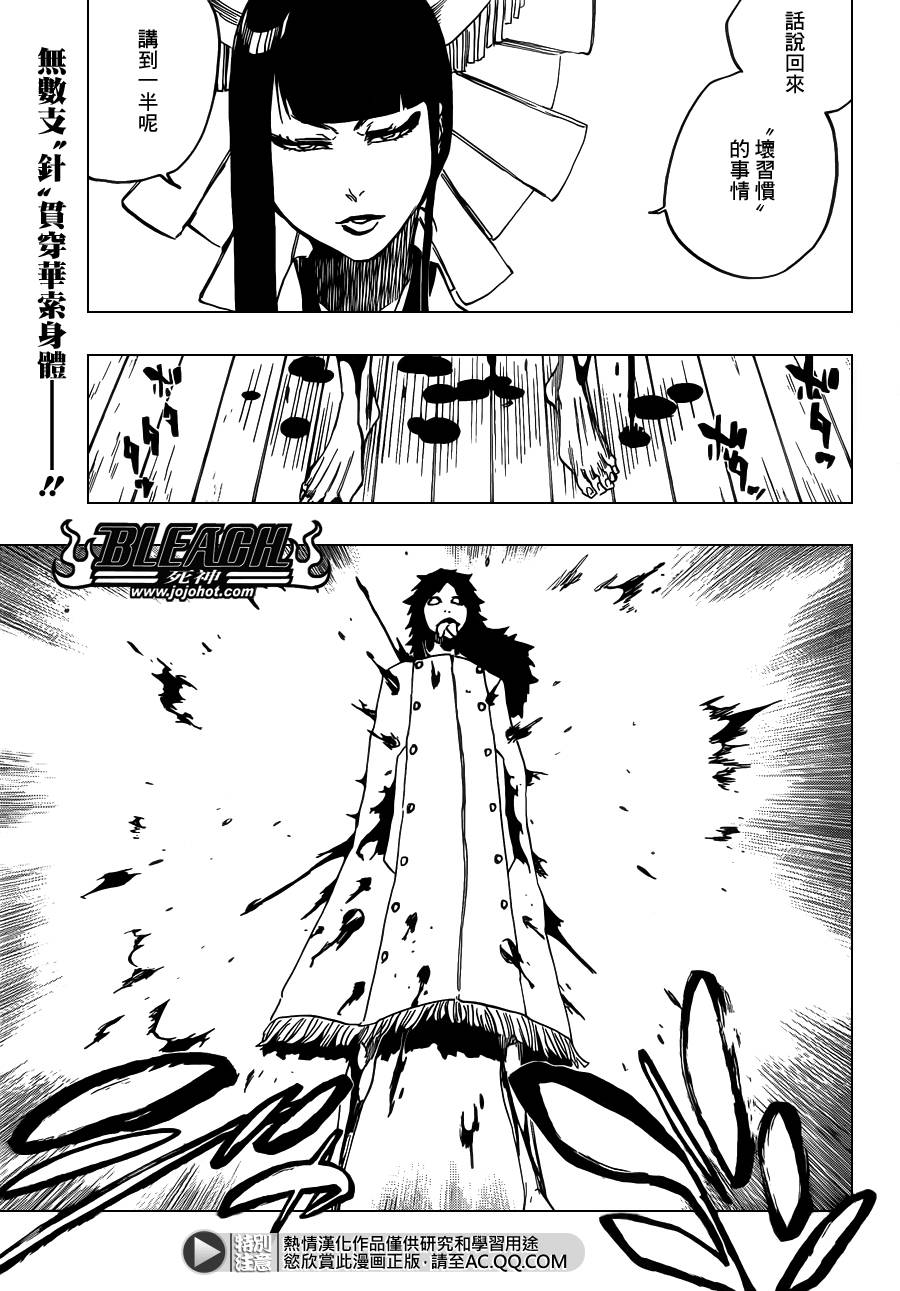 話說回來
〝壞習慣〟
的事情
講到一半呢
無數支〝針〟貫穿華索身體——!!
BLEACH
死神
www.jojohot.com
特別
注意
熱情漢化作品僅供研究和學習用途
慾欣賞此漫畫正版,請至AC.QQ.COM